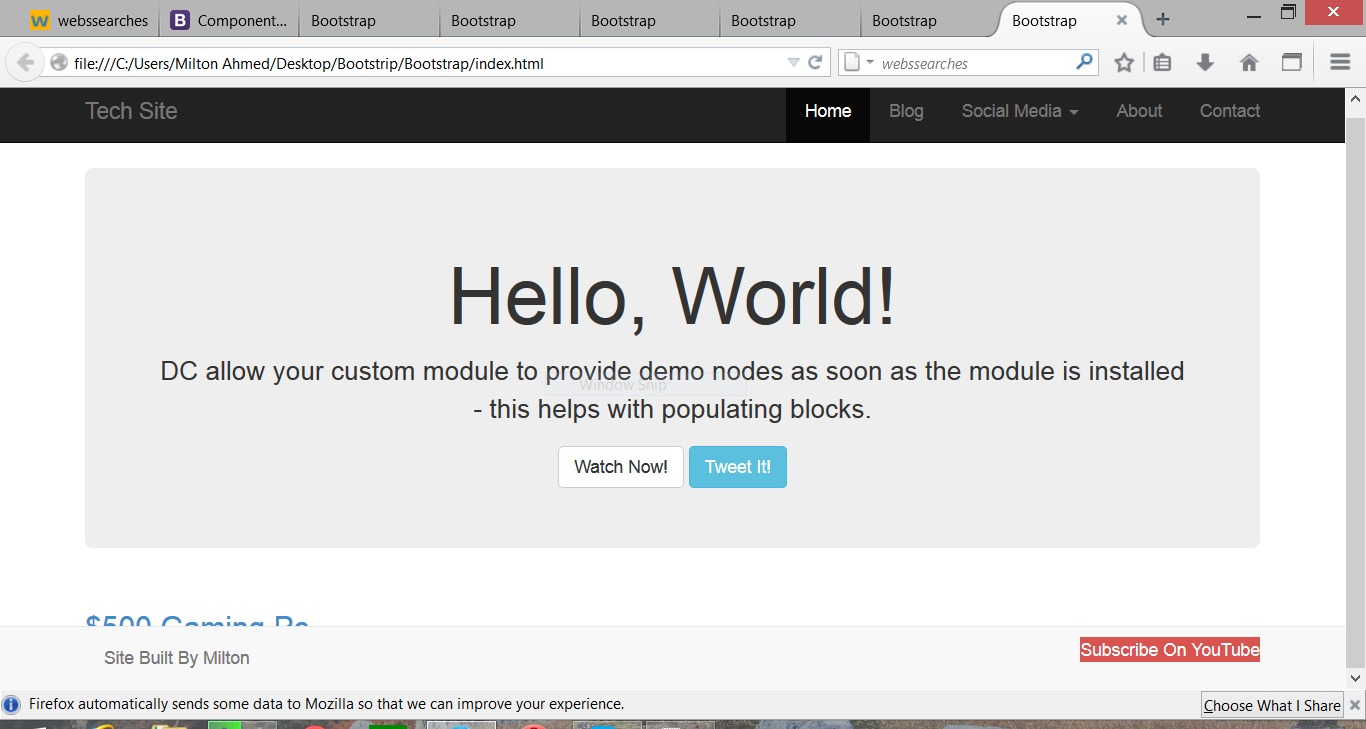 webssearches
Component...
Bootstrap
Bootstrap
Bootstrap
Bootstrap
Bootstrap
Bootstrap
file:///C:/Users/Milton Ahmed/Desktop/Bootstrip/Bootstrap/index.html
webssearches
Tech Site
Home
Blog
Social Media
About
Contact
Hello, World!
DC allow your custom module to provide demo nodes as soon as the module is installed
- this helps with populating blocks.
Window Snip
Watch Now!
Tweet It!
$500 Gaming Pc
Site Built By Milton
Subscribe On YouTube
Firefox automatically sends some data to Mozilla so that we can improve your experience.
Choose What I Share